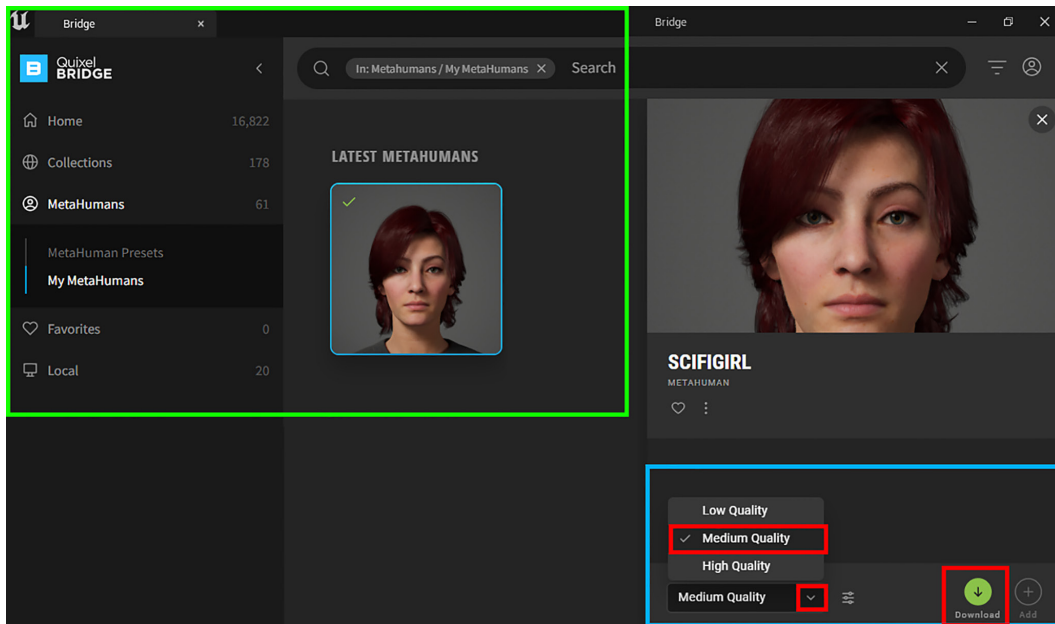 Bridge
Bridge
Quixel
BRIDGE
In: Metahumans / My MetaHumans
Search
Home 16,822
Collections 178
MetaHumans 61
MetaHuman Presets
My MetaHumans
Favorites 0
Local 20
LATEST METAHUMANS
SCIFIGIRL
METAHUMAN
Low Quality
Medium Quality
High Quality
Medium Quality
Download
Add